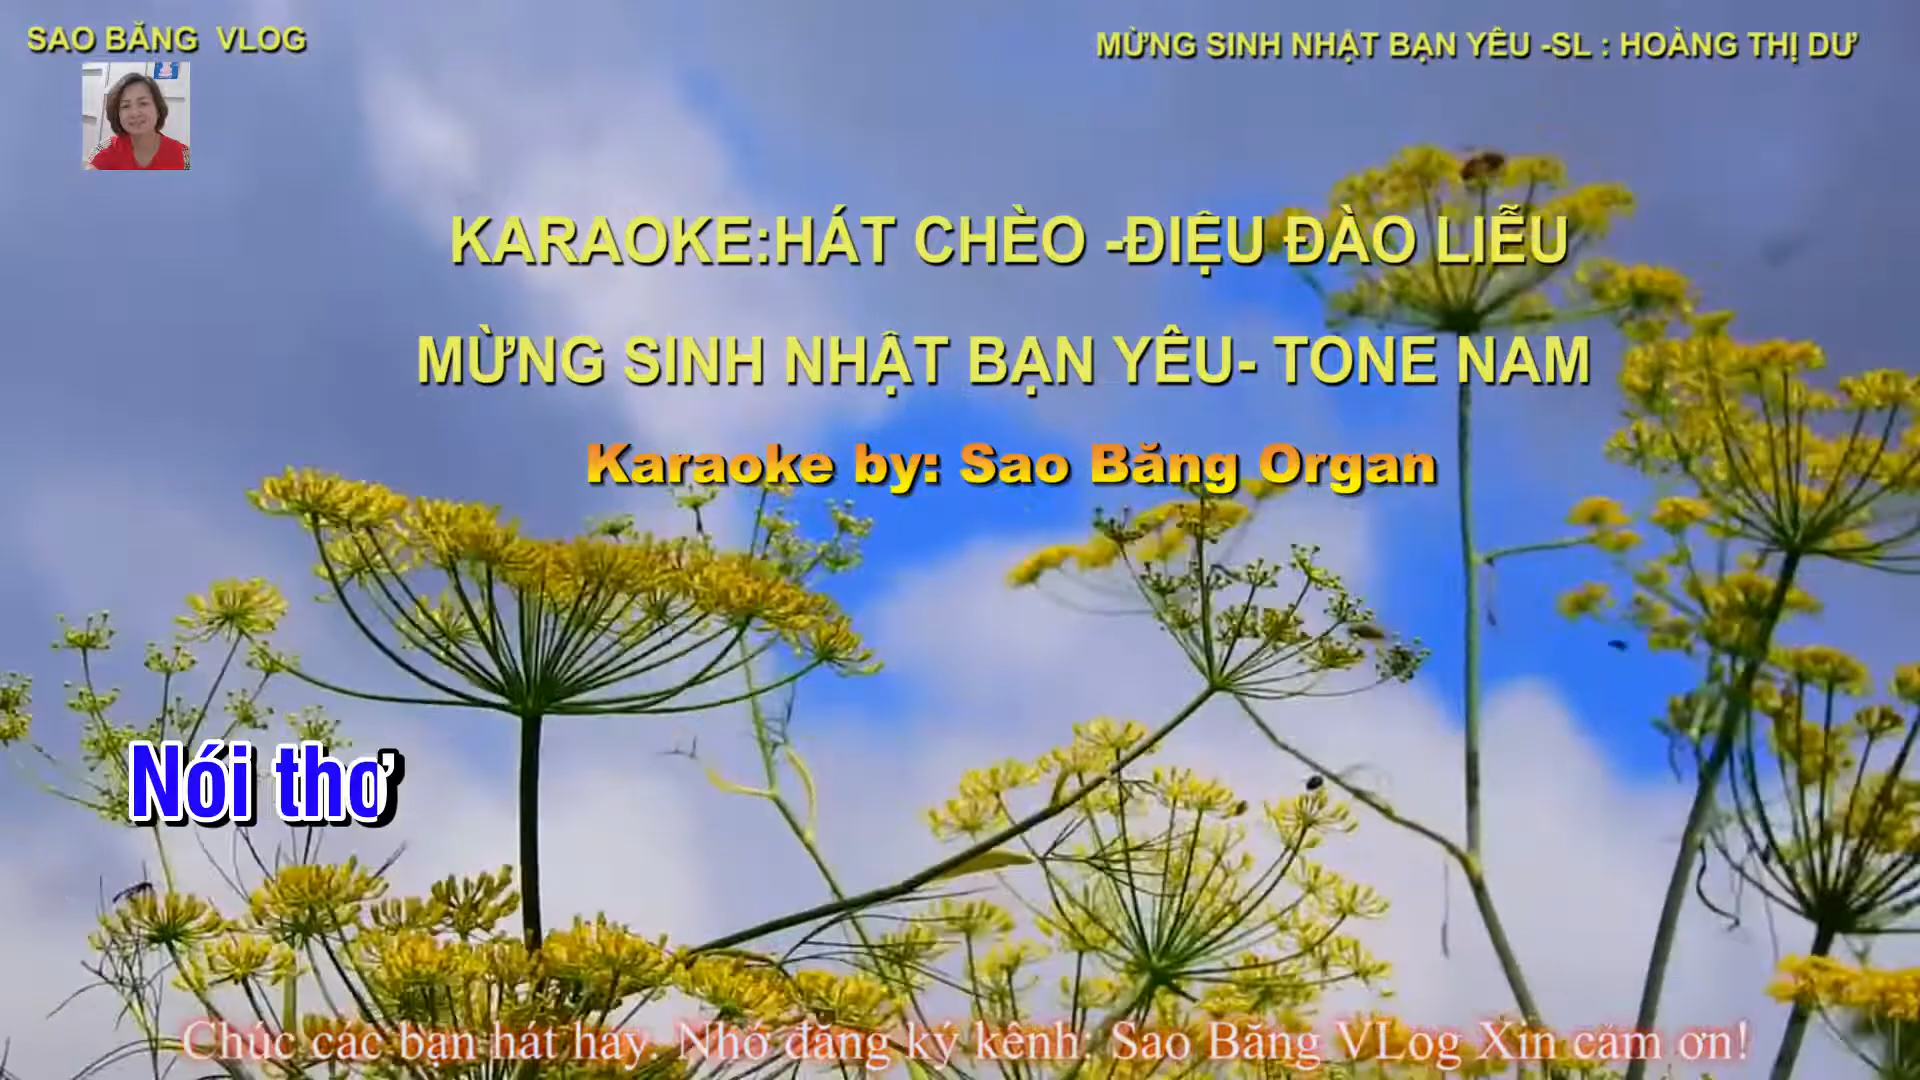 SAO BĂNG VLOG
MỪNG SINH NHẬT BẠN YÊU -SL : HOÀNG THỊ DƯ
KARAOKE:HÁT CHÈO -ĐIỆU ĐÀO LIỄU
MỪNG SINH NHẬT BẠN YÊU- TONE NAM
Karaoke by: Sao Băng Organ
Nói thơ
Chúc các bạn hát hay. Nhớ đăng ký kênh: Sao Băng VLog Xin cảm ơn!